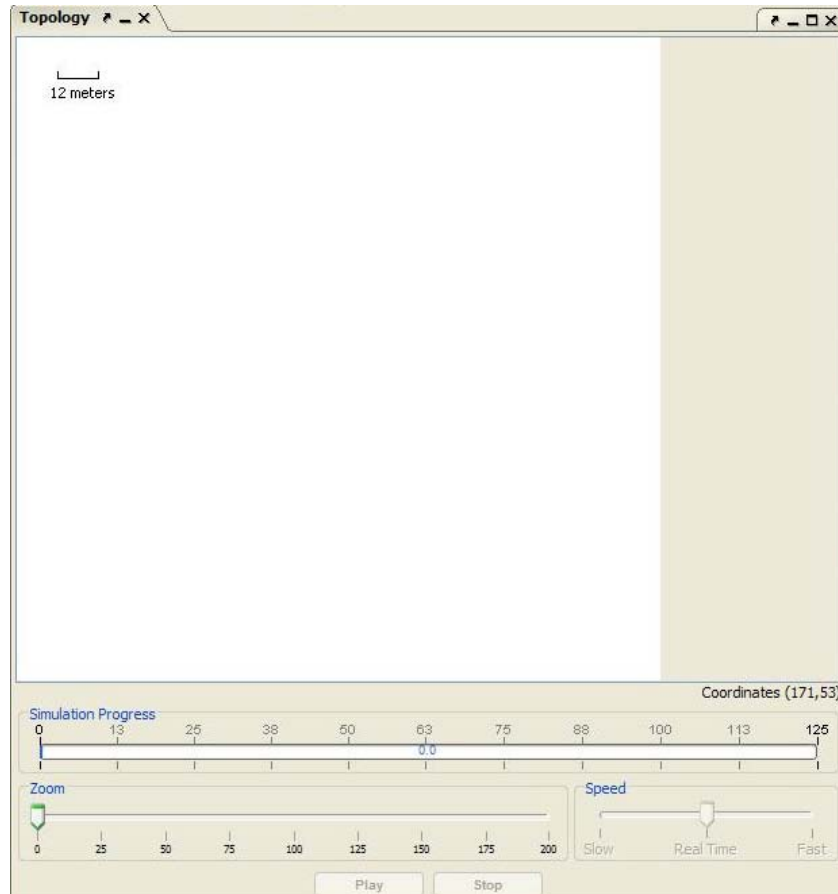 Topology
12 meters
Coordinates (171,53)
Simulation Progress
0 13 25 38 50 63 75 88 100 113 125
0.0
Zoom
0 25 50 75 100 125 150 175 200
Speed
Slow Real Time Fast
Play Stop